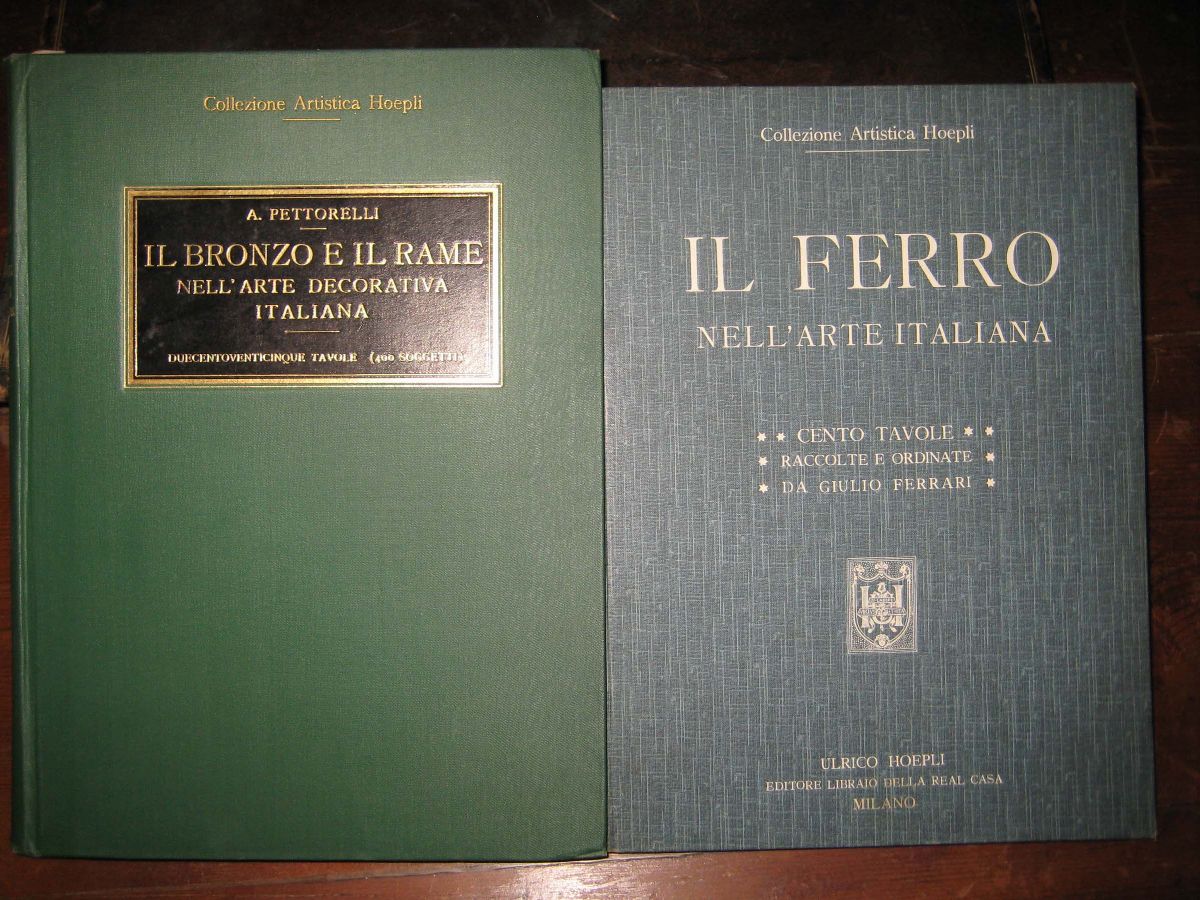 Collezione Artistica Hoepli
A. PETTORELLI
IL BRONZO E IL RAME
NELL'ARTE DECORATIVA
ITALIANA
DUECENTOVENTICINQUE TAVOLE (400 SOGGETTI)
Collezione Artistica Hoepli
IL FERRO
NELL'ARTE ITALIANA
* * CENTO TAVOLE * *
* RACCOLTE E ORDINATE *
* DA GIULIO FERRARI *
ULRICO HOEPLI
EDITORE LIBRAIO DELLA REAL CASA
MILANO